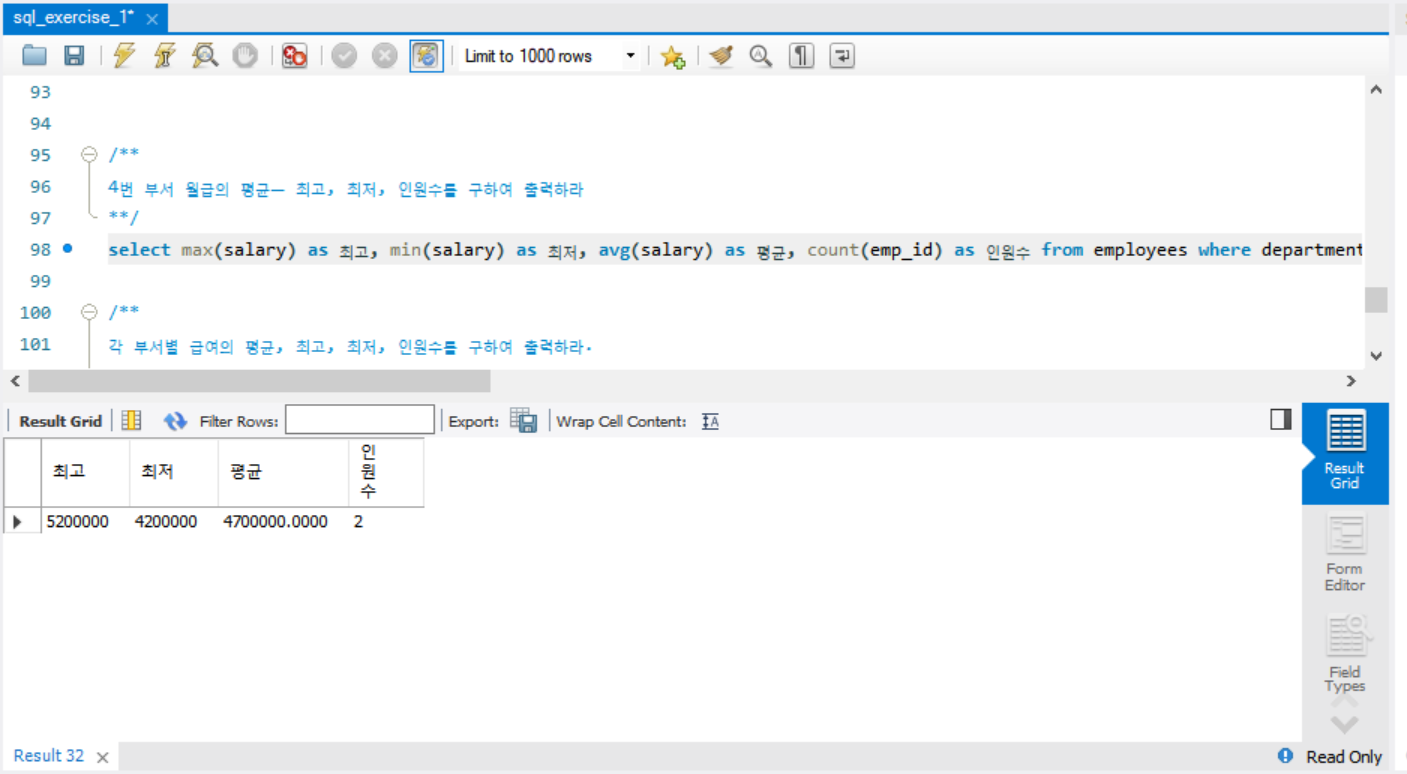 sql_exercise_1*
Limit to 1000 rows
93
94
95 /**
96 4번 부서 월급의 평균— 최고, 최저, 인원수를 구하여 출력하라
97 **/
98 select max(salary) as 최고, min(salary) as 최저, avg(salary) as 평균, count(emp_id) as 인원수 from employees where department
99
100 /**
101 각 부서별 급여의 평균, 최고, 최저, 인원수를 구하여 출력하라.
Result Grid Filter Rows: Export: Wrap Cell Content:
최고 최저 평균 인원수
5200000 4200000 4700000.0000 2
Result
Grid
Form
Editor
Field
Types
Result 32 Read Only